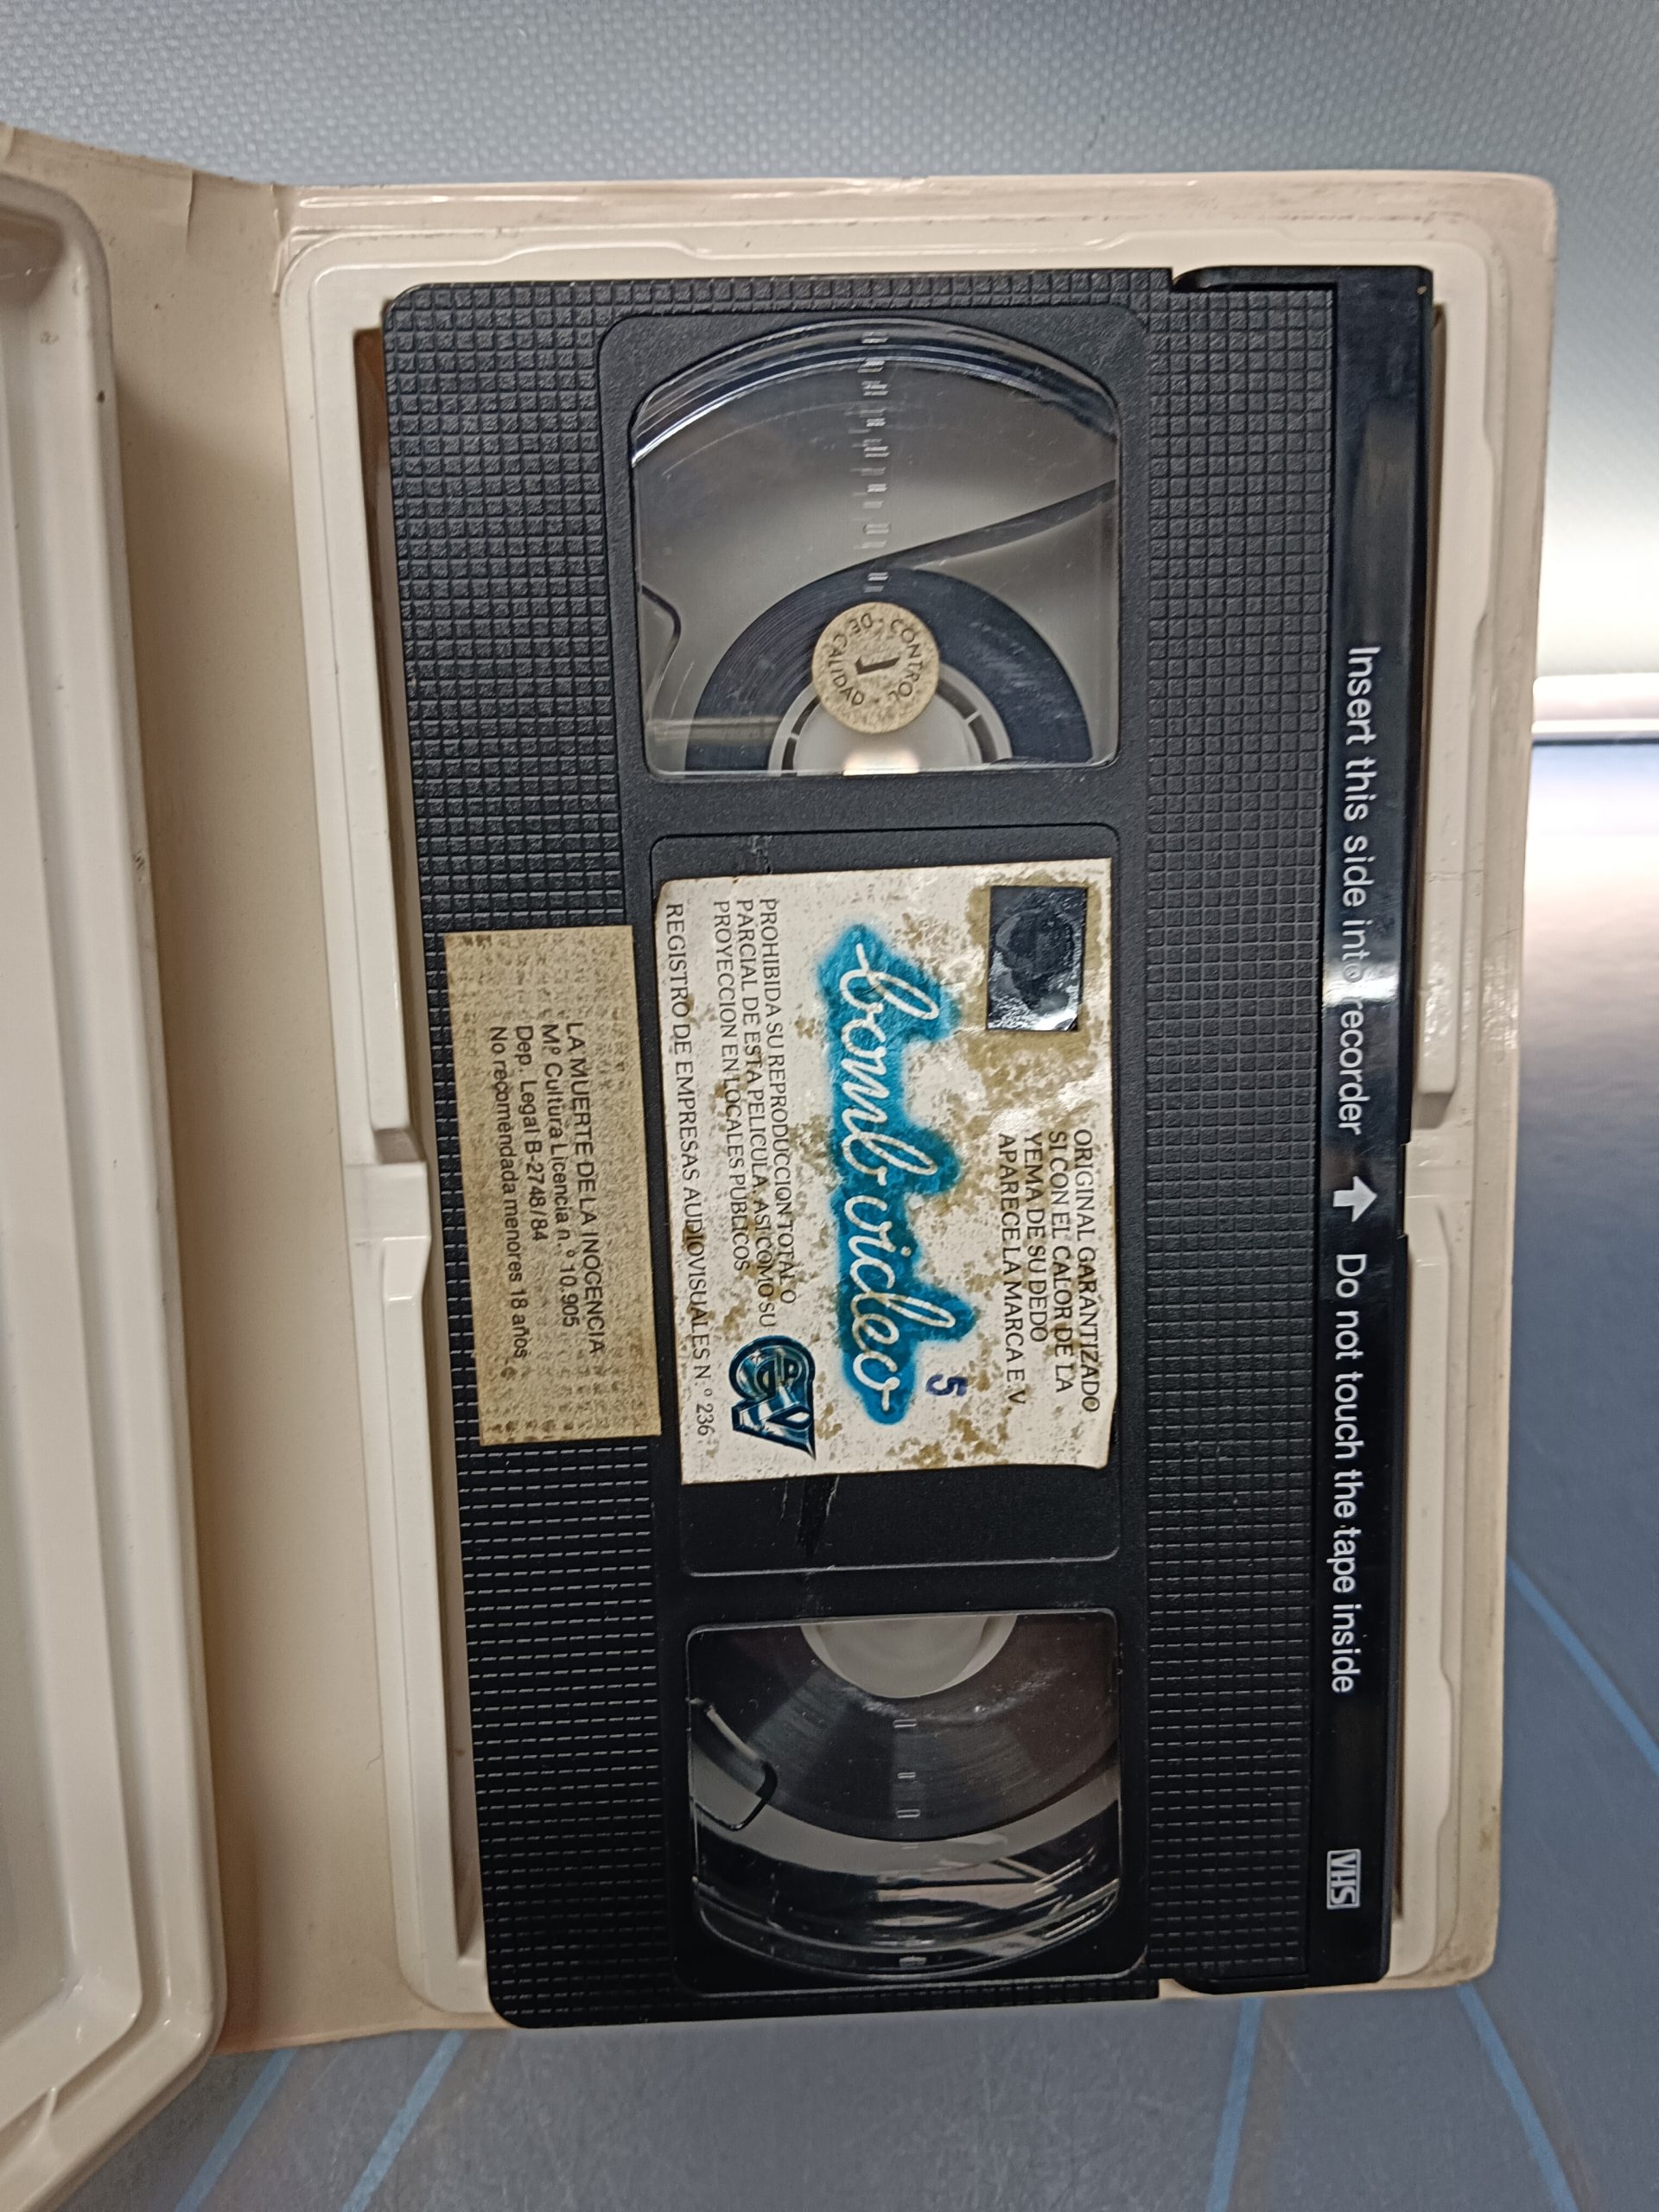 Insert this side into recorder ⬆ Do not touch the tape inside
VHS
CONTROL
DE CALIDAD
1
ORIGINAL GARANTIZADO
SI CON EL CALOR DE LA
YEMA DE SU DEDO
APARECE LA MARCA E.V.
5
bombvideo
PROHIBIDA SU REPRODUCCION TOTAL O
PARCIAL DE ESTA PELICULA. ASI COMO SU
PROYECCION EN LOCALES PUBLICOS
REGISTRO DE EMPRESAS AUDIOVISUALES N.º 236
eV
LA MUERTE DE LA INOCENCIA
Mº Cultura Licencia n.º 10.905
Dep. Legal B-2748/84
No recomendada menores 18 años